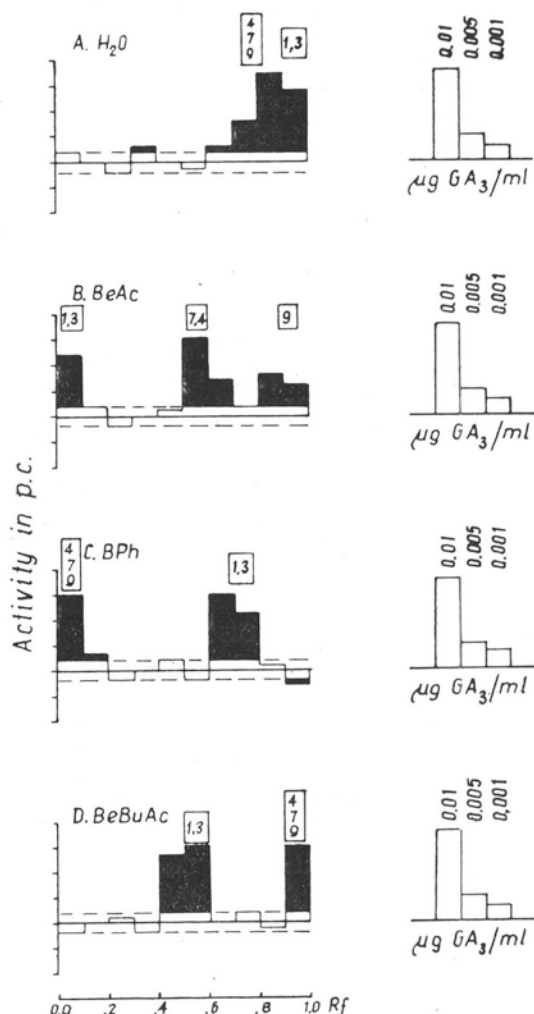 A. H₂O
4
7
9
1,3
0.01
0.005
0.001
µg GA₃/ml
B. BeAc
1,3
7,4
9
0.01
0.005
0.001
µg GA₃/ml
Activity in p.c.
4
7
9
C. BPh
1,3
0.01
0.005
0.001
µg GA₃/ml
D. BeBuAc
1,3
4
7
9
0.01
0.005
0,001
µg GA₃/ml
0.0 .2 .4 .6 .8 1.0 Rf